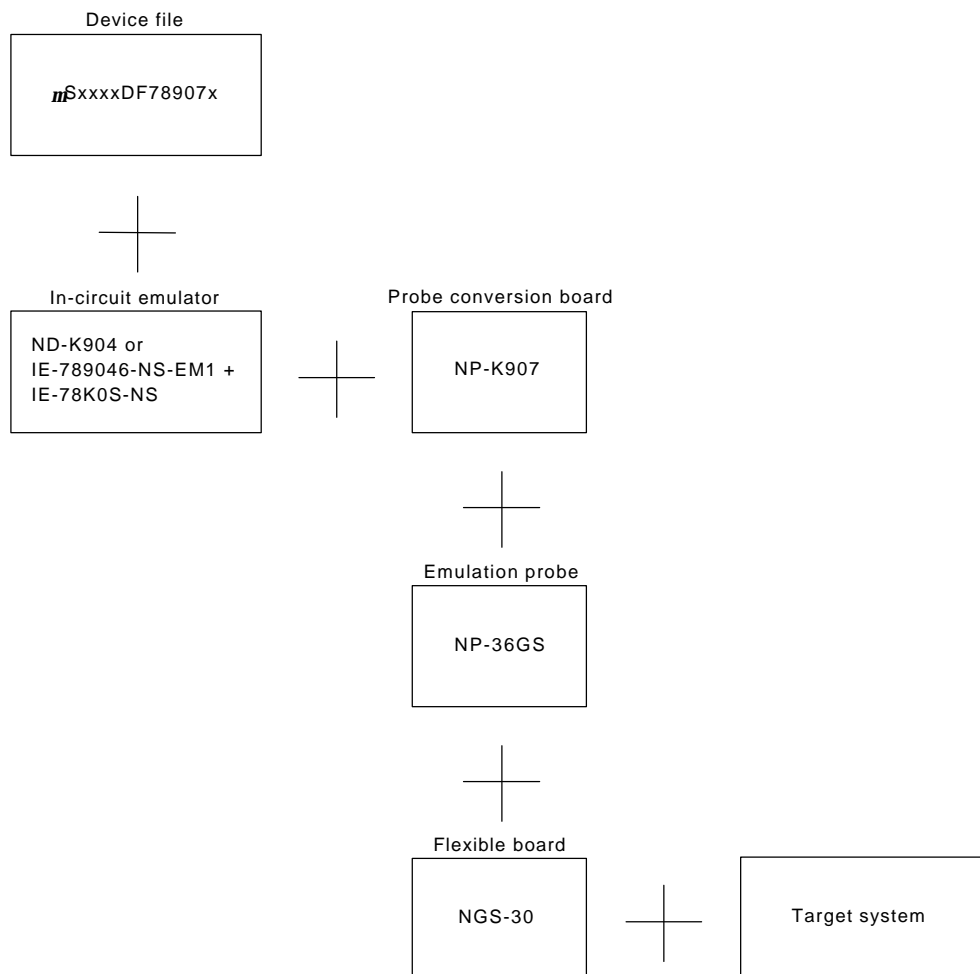 Device file
mSxxxxDF78907x
In-circuit emulator
ND-K904 or
IE-789046-NS-EM1 +
IE-78K0S-NS
Probe conversion board
NP-K907
Emulation probe
NP-36GS
Flexible board
NGS-30
Target system